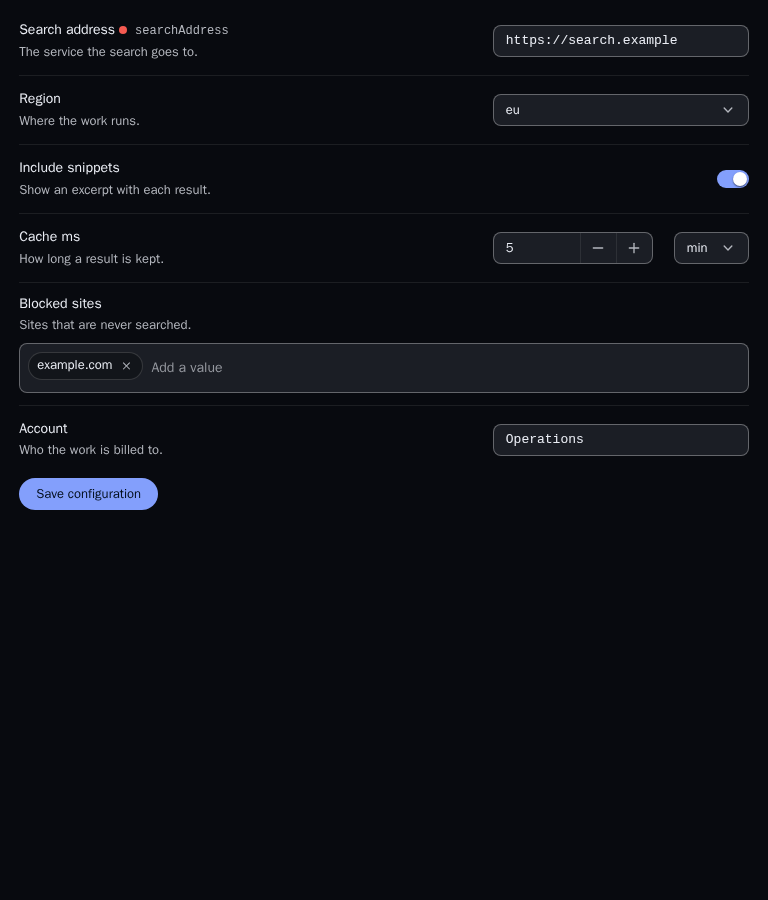 Search address searchAddress
The service the search goes to.
https://search.example
Region
Where the work runs.
eu
Include snippets
Show an excerpt with each result.
Cache ms
How long a result is kept.
5
min
Blocked sites
Sites that are never searched.
example.com Add a value
Account
Who the work is billed to.
Operations
Save configuration